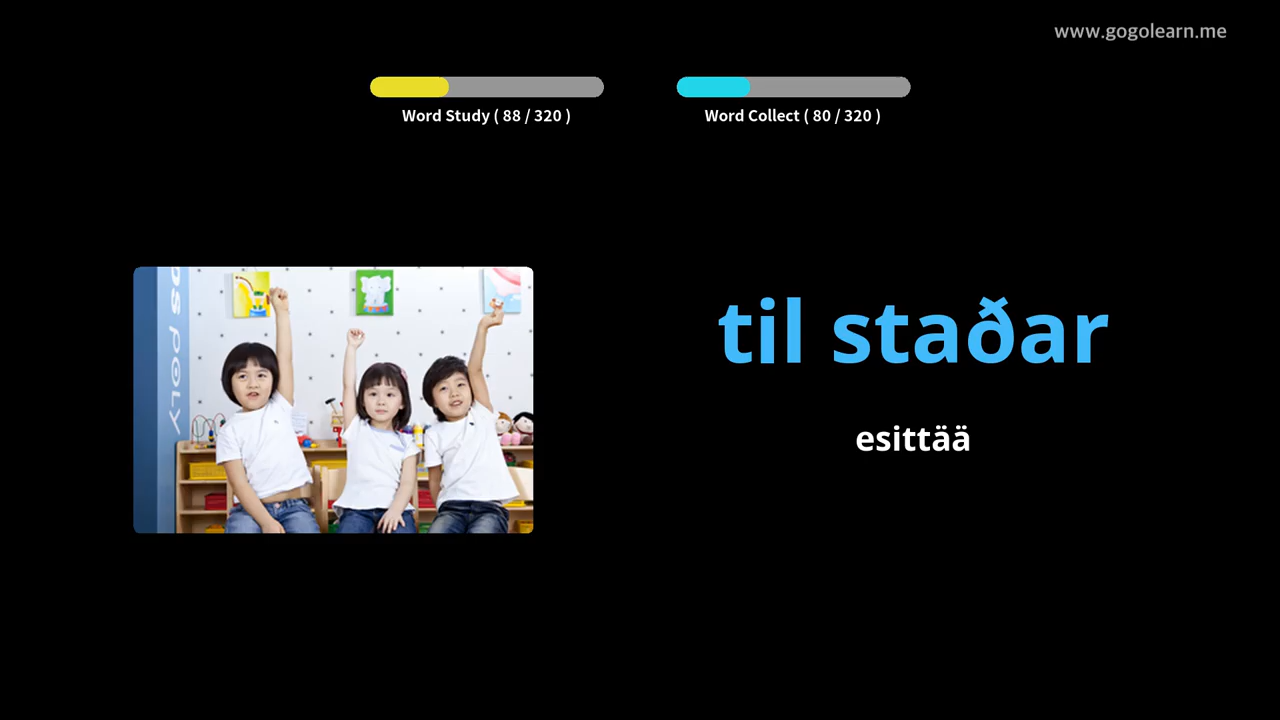 www.gogolearn.me
Word Study ( 88 / 320 )
Word Collect ( 80 / 320 )
til staðar
esittää